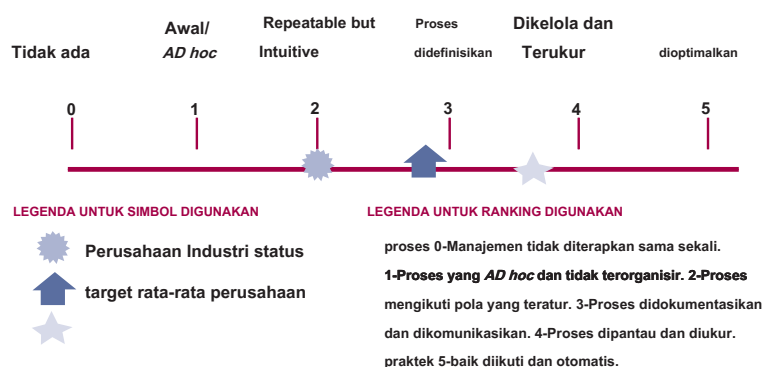 Tidak ada
Awal/
AD hoc
Repeatable but
Intuitive
Proses
didefinisikan
Dikelola dan
Terukur
dioptimalkan
0 1 2 3 4 5
LEGENDA UNTUK SIMBOL DIGUNAKAN
Perusahaan Industri status
target rata-rata perusahaan
LEGENDA UNTUK RANKING DIGUNAKAN
proses 0-Manajemen tidak diterapkan sama sekali.
1-Proses yang AD hoc dan tidak terorganisir. 2-Proses
mengikuti pola yang teratur. 3-Proses didokumentasikan
dan dikomunikasikan. 4-Proses dipantau dan diukur.
praktek 5-baik diikuti dan otomatis.